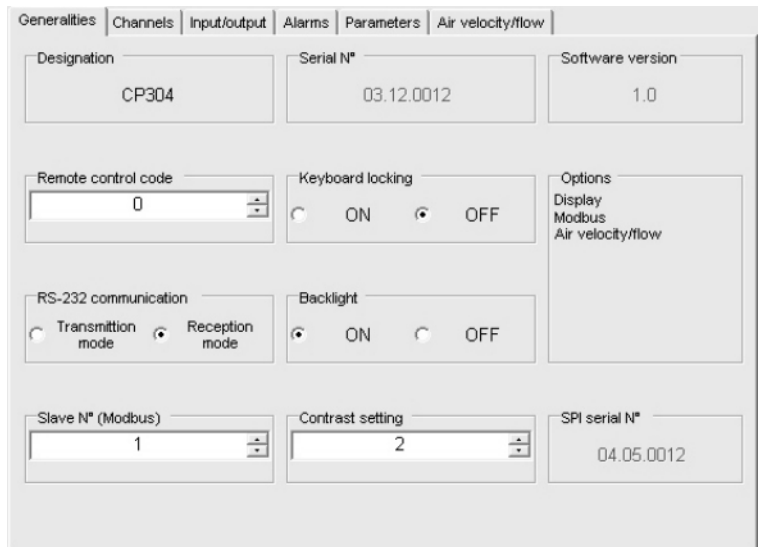 Generalities Channels Input/output Alarms Parameters Air velocity/flow
Designation
CP304
Serial N°
03.12.0012
Software version
1.0
Remote control code
0
Keyboard locking
ON OFF
Options
Display
Modbus
Air velocity/flow
RS-232 communication
Transmittion
mode
Reception
mode
Backlight
ON OFF
Slave N° (Modbus)
1
Contrast setting
2
SPI serial N°
04.05.0012